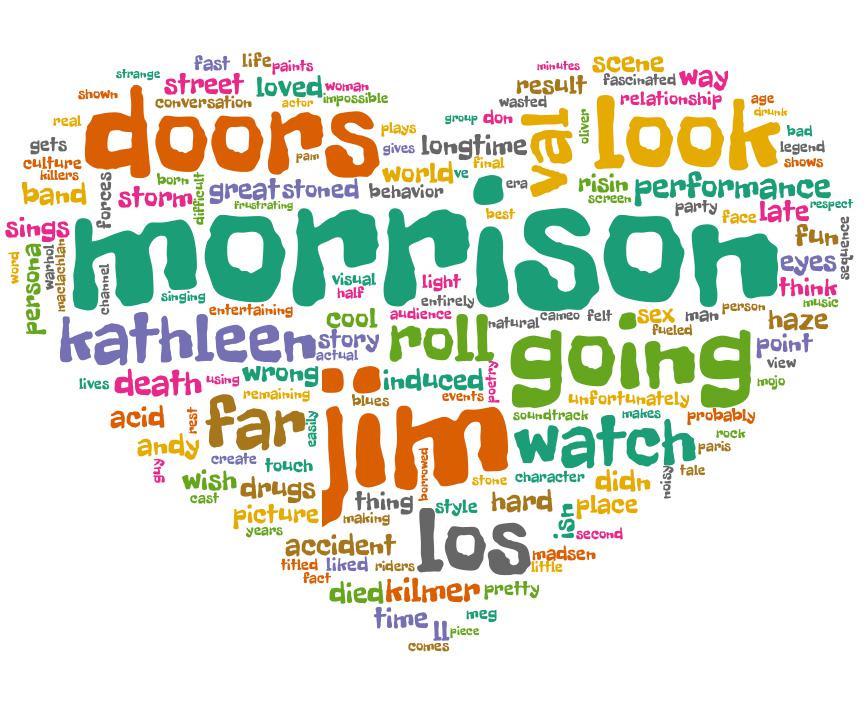 minutes
scene
fast
life
paints
strange
street
loved
woman
fascinated
way
result
shown
conversation
actor
impossible
relationship
age
drunk
wasted
real
doors
plays
group
don
val
oliver
look
bad
legend
shows
gets
culture
killers
pain
gives
longtime
final
band
forces
storm
born
difficult
great
stoned
world
ve
behavior
era
risin
screen
performance
frustrating
best
party
face
late
respect
sings
morrison
fun
sequence
word
persona
warhol
maclachlan
channel
singing
visual
half
light
entirely
eyes
think
music
entertaining
cool
audience
natural
cameo
felt
sex
man
person
haze
fueled
kathleen
story
actual
roll
going
point
view
mojo
lives
death
using
wrong
induced
events
poetry
remaining
blues
jim
unfortunately
acid
rest
far
easily
soundtrack
makes
probably
rock
andy
watch
paris
guy
create
touch
wish
cast
drugs
borrowed
stone
character
didn
noisy
tale
thing
style
hard
isn
place
picture
making
years
los
second
accident
madsen
titled
liked
riders
little
fact
died
kilmer
pretty
time
meg
ll
piece
comes